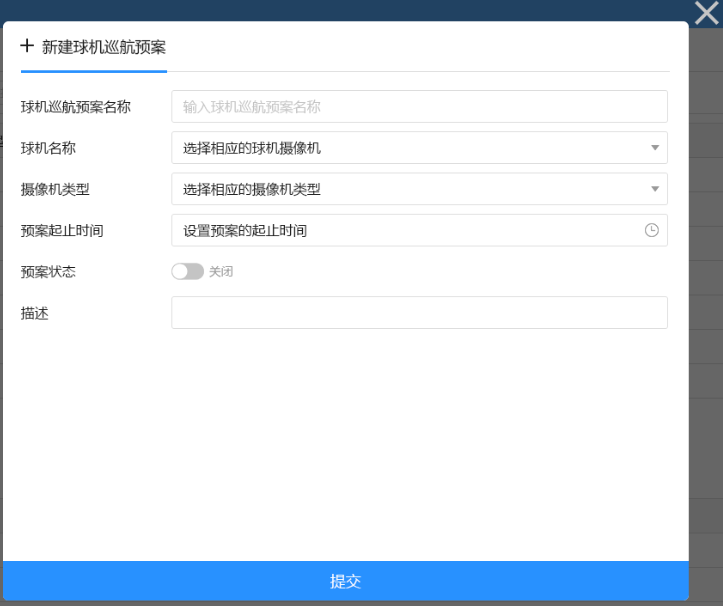 新建球机巡航预案
球机巡航预案名称 输入球机巡航预案名称
球机名称 选择相应的球机摄像机
摄像机类型 选择相应的摄像机类型
预案起止时间 设置预案的起止时间
预案状态 关闭
描述
提交